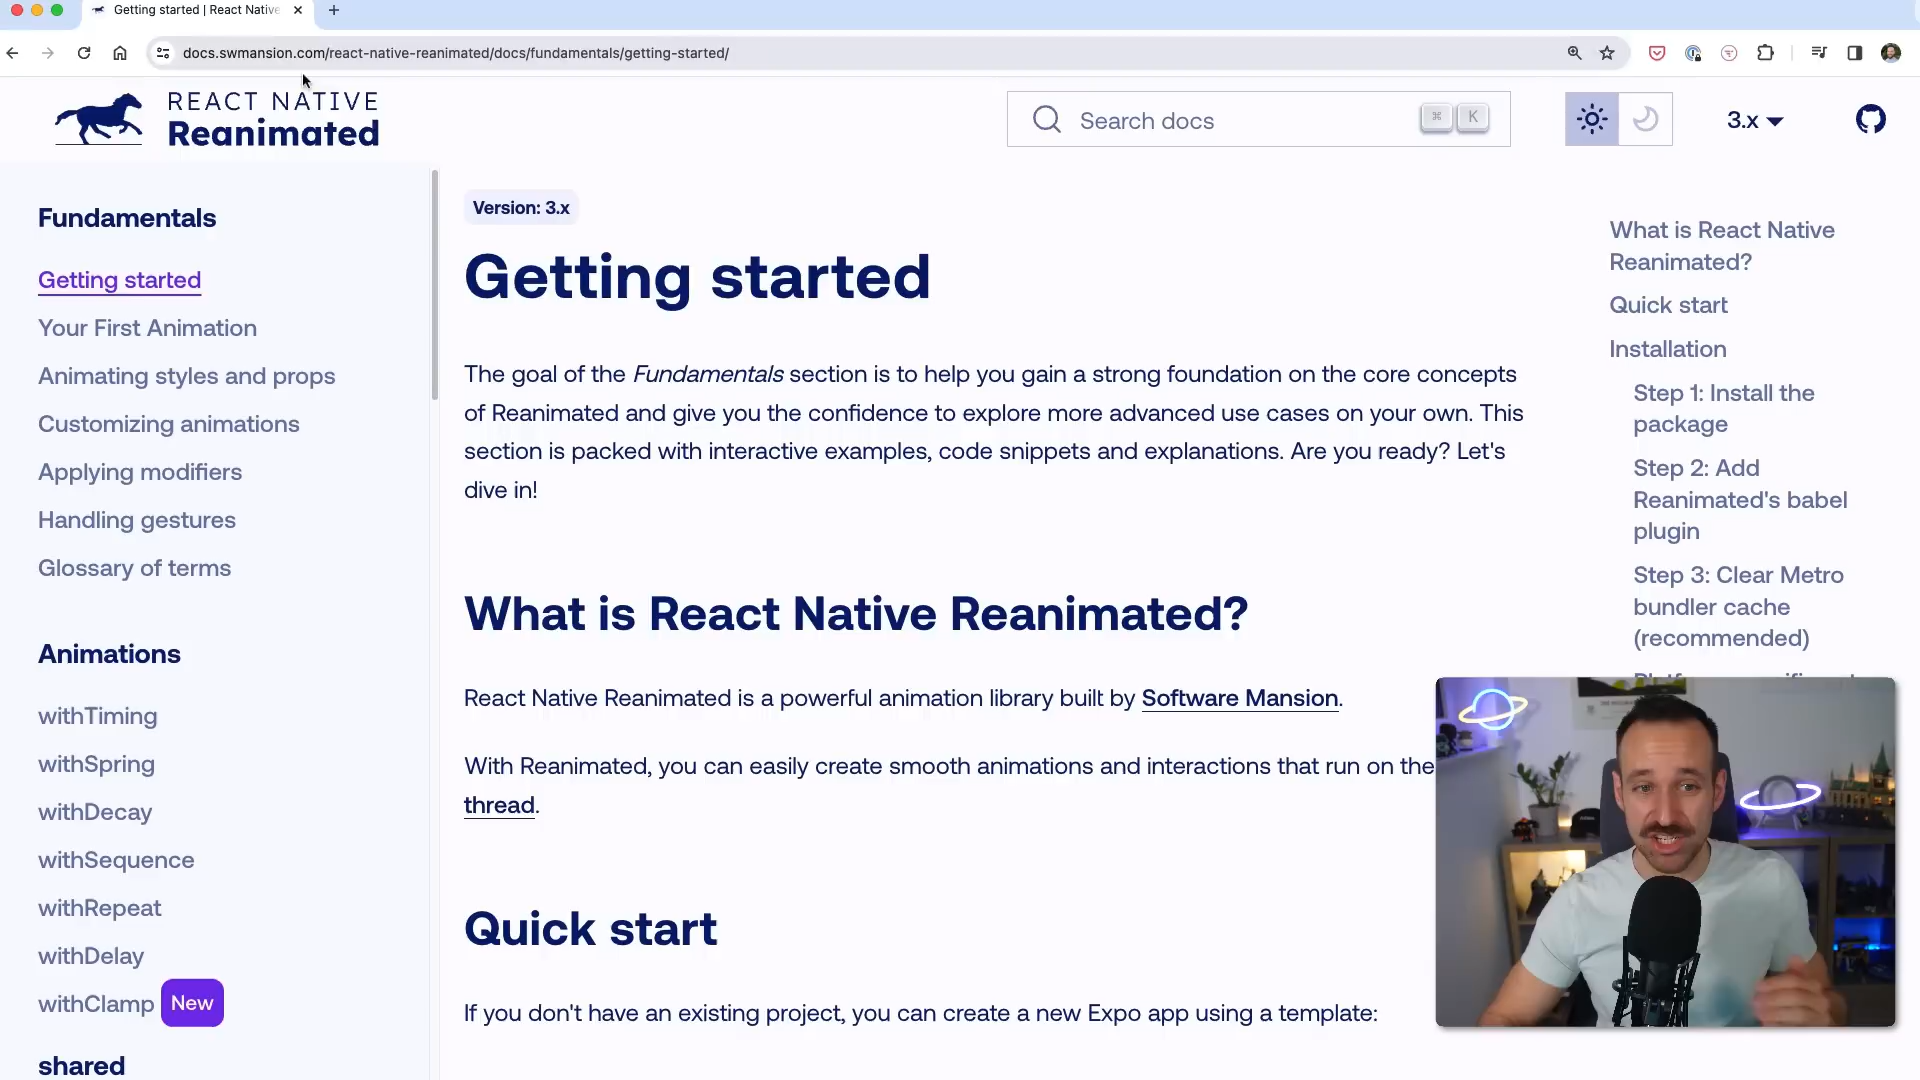 Getting started | React Native
docs.swmansion.com/react-native-reanimated/docs/fundamentals/getting-started/
REACT NATIVE
Reanimated
Search docs
⌘ K
3.x
Fundamentals
Getting started
Your First Animation
Animating styles and props
Customizing animations
Applying modifiers
Handling gestures
Glossary of terms
Animations
withTiming
withSpring
withDecay
withSequence
withRepeat
withDelay
withClamp New
shared
Version: 3.x
Getting started
The goal of the Fundamentals section is to help you gain a strong foundation on the core concepts
of Reanimated and give you the confidence to explore more advanced use cases on your own. This
section is packed with interactive examples, code snippets and explanations. Are you ready? Let's
dive in!
What is React Native Reanimated?
React Native Reanimated is a powerful animation library built by Software Mansion.
With Reanimated, you can easily create smooth animations and interactions that run on the
thread.
Quick start
If you don't have an existing project, you can create a new Expo app using a template:
What is React Native
Reanimated?
Quick start
Installation
Step 1: Install the
package
Step 2: Add
Reanimated's babel
plugin
Step 3: Clear Metro
bundler cache
(recommended)